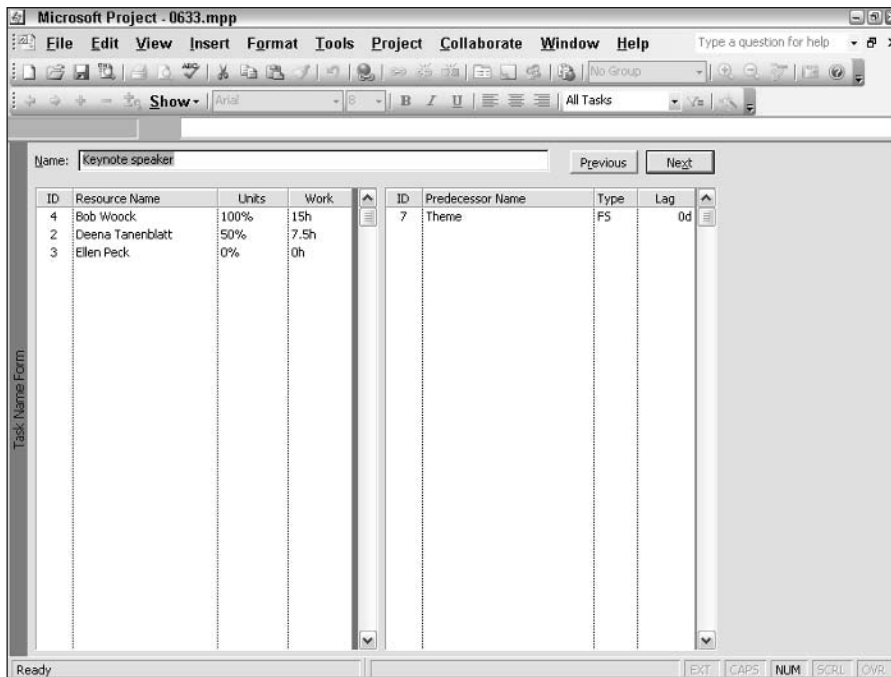 Microsoft Project - 0633.mpp
File Edit View Insert Format Tools Project Collaborate Window Help Type a question for help
No Group
Show Arial 8 B I U All Tasks
Name: Keynote speaker Previous Next
ID Resource Name Units Work ID Predecessor Name Type Lag
4 Bob Woock 100% 15h 7 Theme FS 0d
2 Deena Tanenblatt 50% 7.5h
3 Ellen Peck 0% 0h
Task Name Form
Ready EXT CAPS NUM SCRL OVR